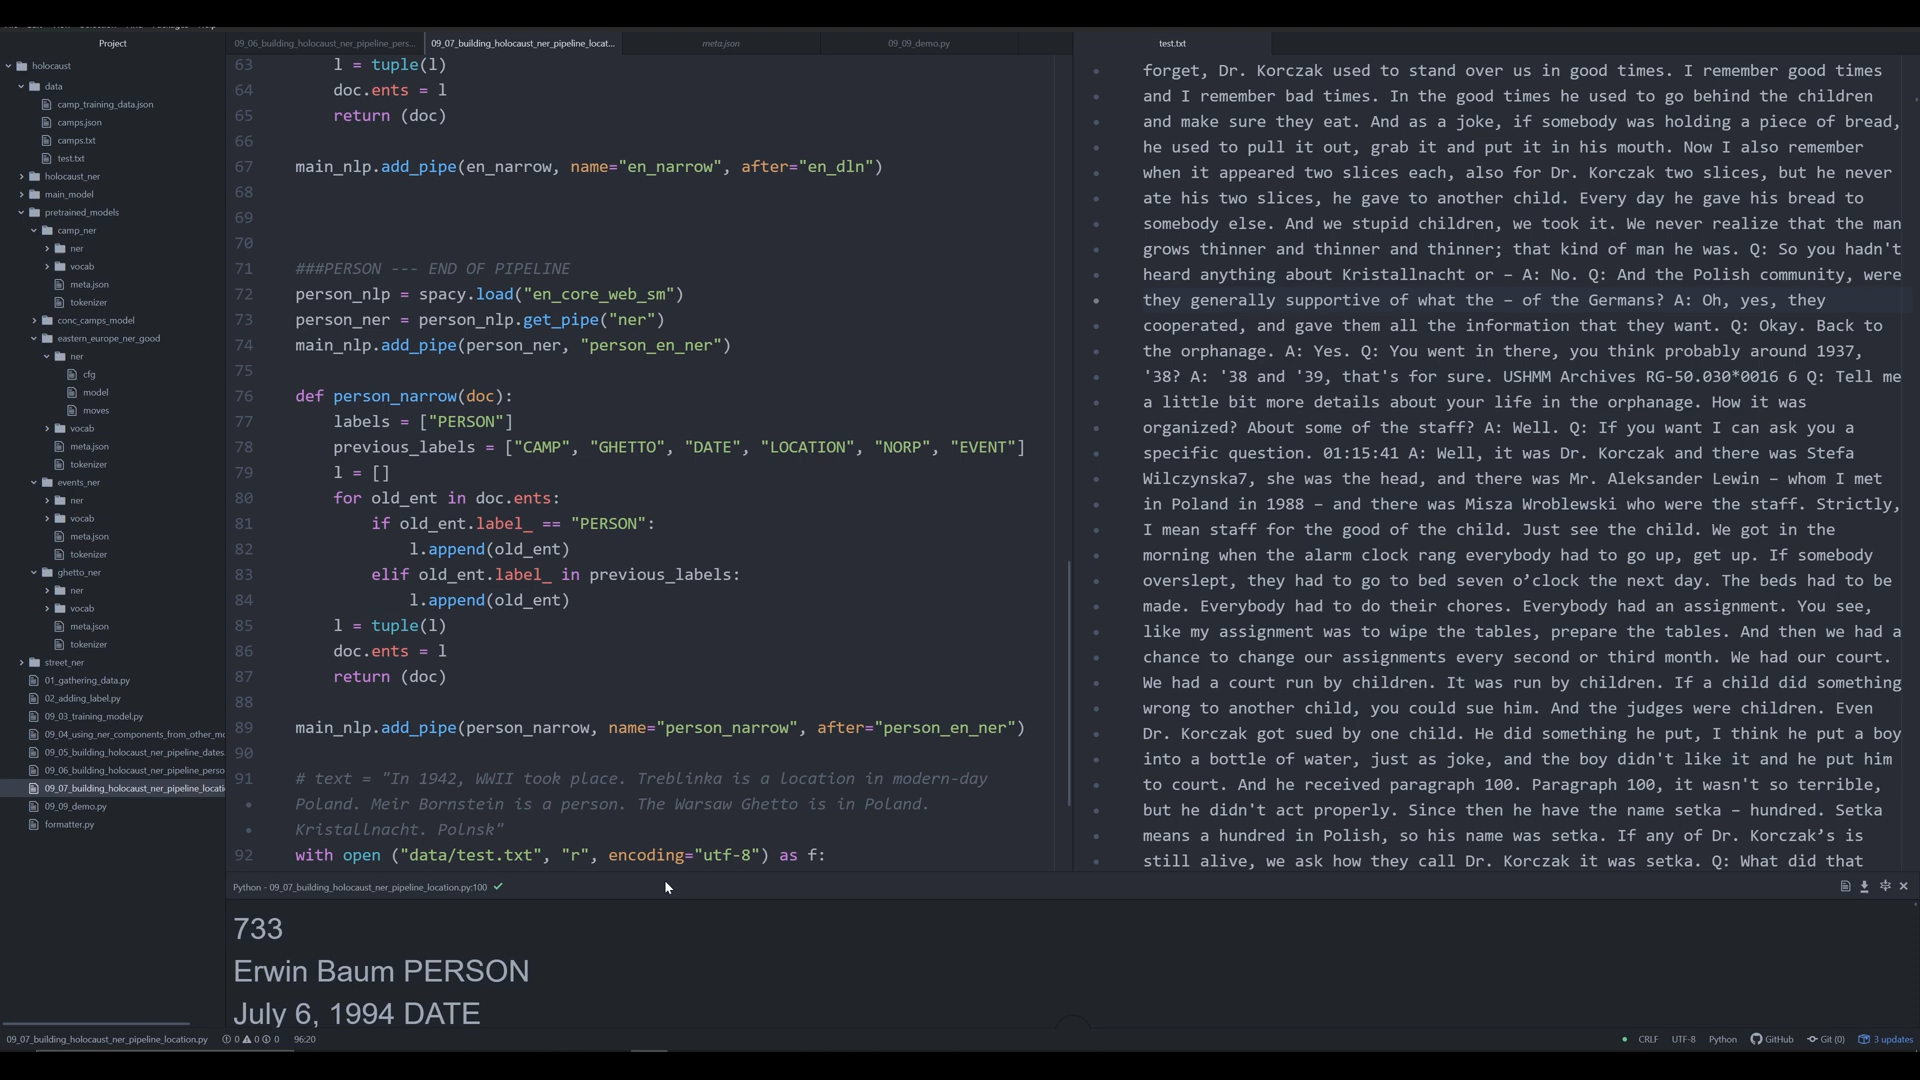 Project
holocaust
data
camp_training_data.json
camps.json
camps.txt
test.txt
holocaust_ner
main_model
pretrained_models
camp_ner
ner
vocab
meta.json
tokenizer
conc_camps_model
eastern_europe_ner_good
ner
cfg
model
moves
vocab
meta.json
tokenizer
events_ner
ner
vocab
meta.json
tokenizer
ghetto_ner
ner
vocab
meta.json
tokenizer
street_ner
01_gathering_data.py
02_adding_label.py
09_03_training_model.py
09_04_using_ner_components_from_other_mo
09_05_building_holocaust_ner_pipeline_dates.
09_06_building_holocaust_ner_pipeline_perso
09_07_building_holocaust_ner_pipeline_locati
09_09_demo.py
formatter.py
09_06_building_holocaust_ner_pipeline_pers...
09_07_building_holocaust_ner_pipeline_locat...
meta.json
09_09_demo.py
63 l = tuple(l)
64 doc.ents = l
65 return (doc)
66
67 main_nlp.add_pipe(en_narrow, name="en_narrow", after="en_dln")
68
69
70
71 ###PERSON --- END OF PIPELINE
72 person_nlp = spacy.load("en_core_web_sm")
73 person_ner = person_nlp.get_pipe("ner")
74 main_nlp.add_pipe(person_ner, "person_en_ner")
75
76 def person_narrow(doc):
77 labels = ["PERSON"]
78 previous_labels = ["CAMP", "GHETTO", "DATE", "LOCATION", "NORP", "EVENT"]
79 l = []
80 for old_ent in doc.ents:
81 if old_ent.label_ == "PERSON":
82 l.append(old_ent)
83 elif old_ent.label_ in previous_labels:
84 l.append(old_ent)
85 l = tuple(l)
86 doc.ents = l
87 return (doc)
88
89 main_nlp.add_pipe(person_narrow, name="person_narrow", after="person_en_ner")
90
91 # text = "In 1942, WWII took place. Treblinka is a location in modern-day
Poland. Meir Bornstein is a person. The Warsaw Ghetto is in Poland.
Kristallnacht. Polnsk"
92 with open ("data/test.txt", "r", encoding="utf-8") as f:
test.txt
forget, Dr. Korczak used to stand over us in good times. I remember good times
and I remember bad times. In the good times he used to go behind the children
and make sure they eat. And as a joke, if somebody was holding a piece of bread,
he used to pull it out, grab it and put it in his mouth. Now I also remember
when it appeared two slices each, also for Dr. Korczak two slices, but he never
ate his two slices, he gave to another child. Every day he gave his bread to
somebody else. And we stupid children, we took it. We never realize that the man
grows thinner and thinner and thinner; that kind of man he was. Q: So you hadn't
heard anything about Kristallnacht or – A: No. Q: And the Polish community, were
they generally supportive of what the – of the Germans? A: Oh, yes, they
cooperated, and gave them all the information that they want. Q: Okay. Back to
the orphanage. A: Yes. Q: You went in there, you think probably around 1937,
'38? A: '38 and '39, that's for sure. USHMM Archives RG-50.030*0016 6 Q: Tell me
a little bit more details about your life in the orphanage. How it was
organized? About some of the staff? A: Well. Q: If you want I can ask you a
specific question. 01:15:41 A: Well, it was Dr. Korczak and there was Stefa
Wilczynska7, she was the head, and there was Mr. Aleksander Lewin – whom I met
in Poland in 1988 – and there was Misza Wroblewski who were the staff. Strictly,
I mean staff for the good of the child. Just see the child. We got in the
morning when the alarm clock rang everybody had to go up, get up. If somebody
overslept, they had to go to bed seven o’clock the next day. The beds had to be
made. Everybody had to do their chores. Everybody had an assignment. You see,
like my assignment was to wipe the tables, prepare the tables. And then we had a
chance to change our assignments every second or third month. We had our court.
We had a court run by children. It was run by children. If a child did something
wrong to another child, you could sue him. And the judges were children. Even
Dr. Korczak got sued by one child. He did something he put, I think he put a boy
into a bottle of water, just as joke, and the boy didn't like it and he put him
to court. And he received paragraph 100. Paragraph 100, it wasn't so terrible,
but he didn't act properly. Since then he have the name setka – hundred. Setka
means a hundred in Polish, so his name was setka. If any of Dr. Korczak’s is
still alive, we ask how they call Dr. Korczak it was setka. Q: What did that
Python - 09_07_building_holocaust_ner_pipeline_location.py:100
733
Erwin Baum PERSON
July 6, 1994 DATE
09_07_building_holocaust_ner_pipeline_location.py 0 0 0 96:20
CRLF UTF-8 Python GitHub Git (0) 3 updates